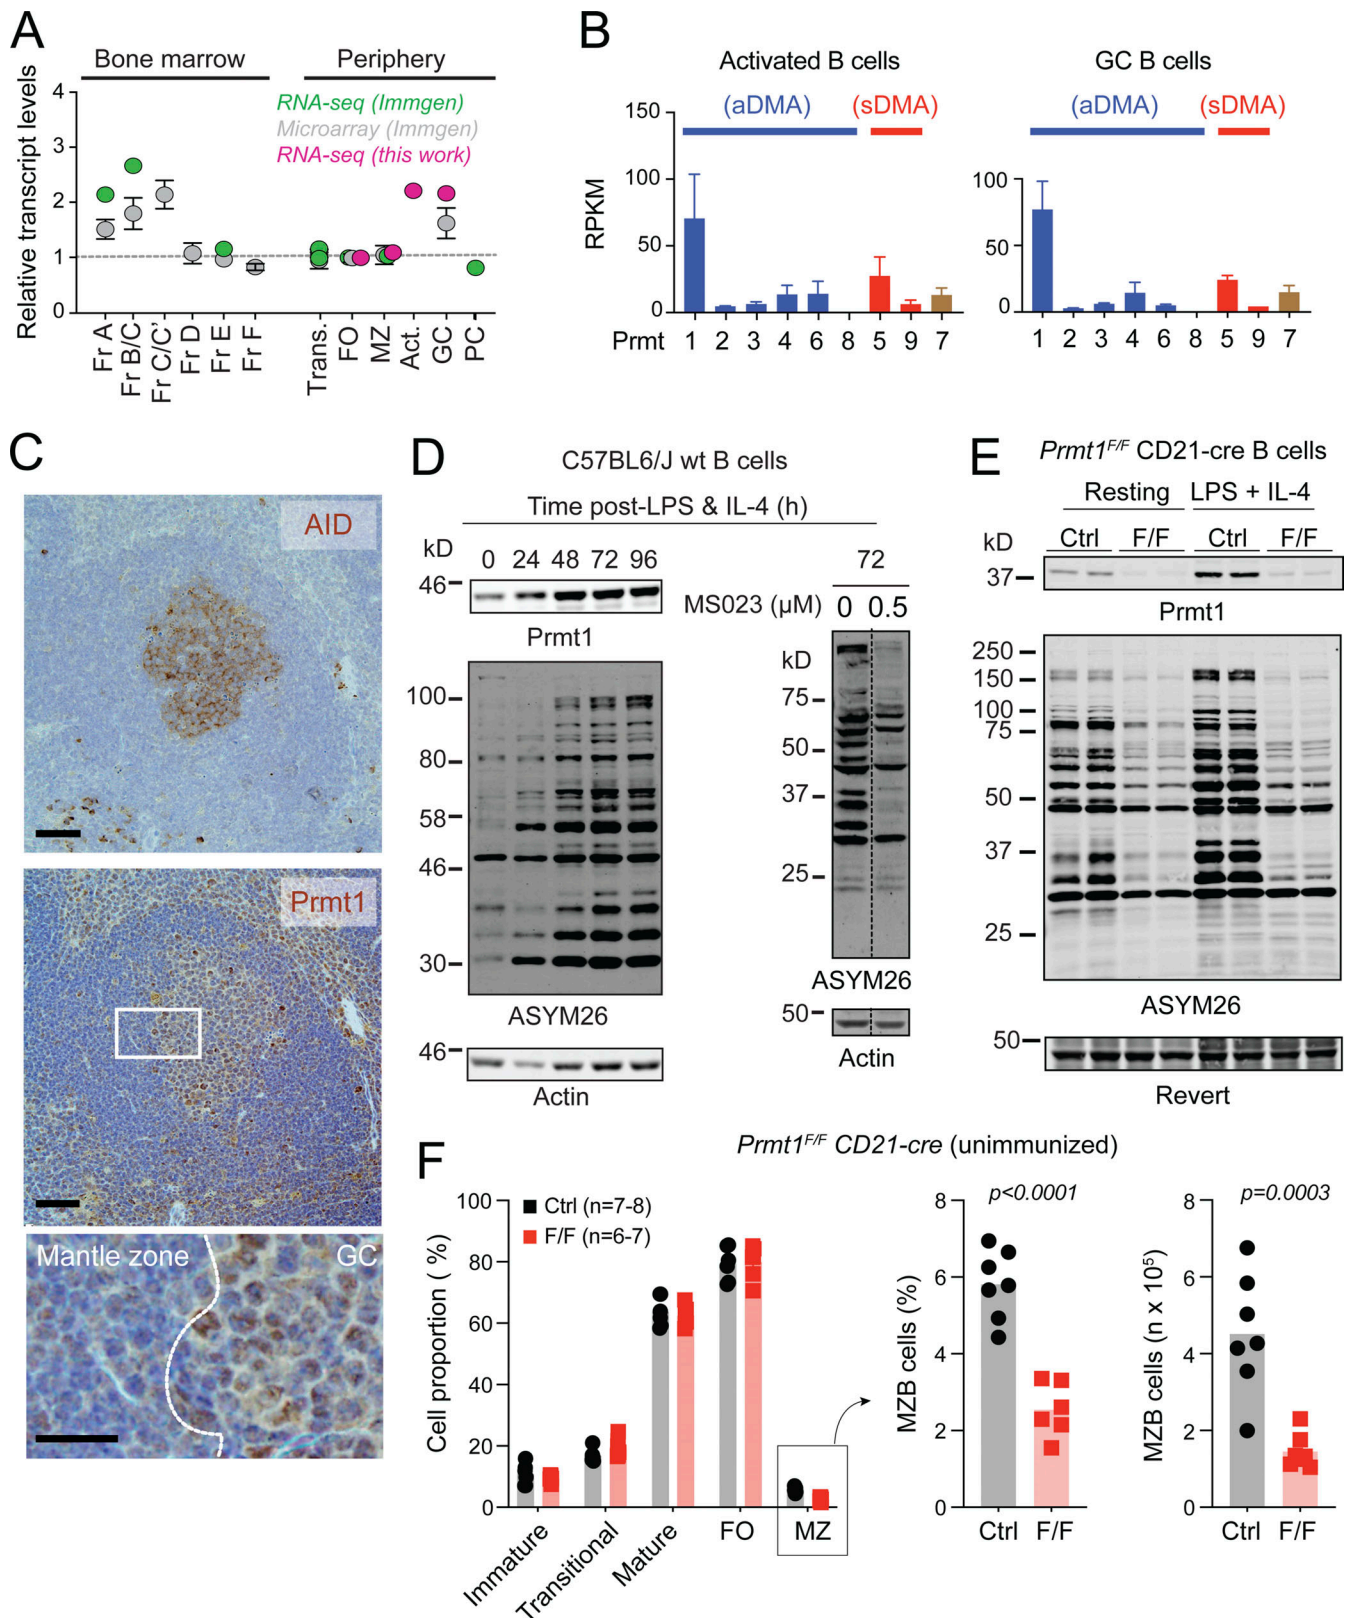 A
Bone marrow
Periphery
Relative transcript levels
4
3
2
1
0
RNA-seq (Immgen)
Microarray (Immgen)
RNA-seq (this work)
Fr A
Fr B/C
Fr C/C'
Fr D
Fr E
Fr F
Trans.
FO
MZ
Act.
GC
PC
B
Activated B cells
GC B cells
(aDMA)
(sDMA)
(aDMA)
(sDMA)
RPKM
150
100
50
0
100
50
0
Prmt 1 2 3 4 6 8 5 9 7
1 2 3 4 6 8 5 9 7
C
AID
Prmt1
Mantle zone
GC
D
C57BL6/J wt B cells
Time post-LPS & IL-4 (h)
kD
0 24 48 72 96
46
Prmt1
100
80
58
46
30
ASYM26
46
Actin
72
MS023 (µM) 0 0.5
kD
75
50
37
25
ASYM26
50
Actin
E
Prmt1F/F CD21-cre B cells
Resting LPS + IL-4
kD
Ctrl F/F Ctrl F/F
37
Prmt1
250
150
100
75
50
37
25
ASYM26
50
Revert
F
Prmt1F/F CD21-cre (unimmunized)
Cell proportion ( %)
100
80
60
40
20
0
Ctrl (n=7-8)
F/F (n=6-7)
Immature
Transitional
Mature
FO
MZ
p<0.0001
MZB cells (%)
8
6
4
2
0
Ctrl F/F
p=0.0003
MZB cells (n x 10⁵)
8
6
4
2
0
Ctrl F/F